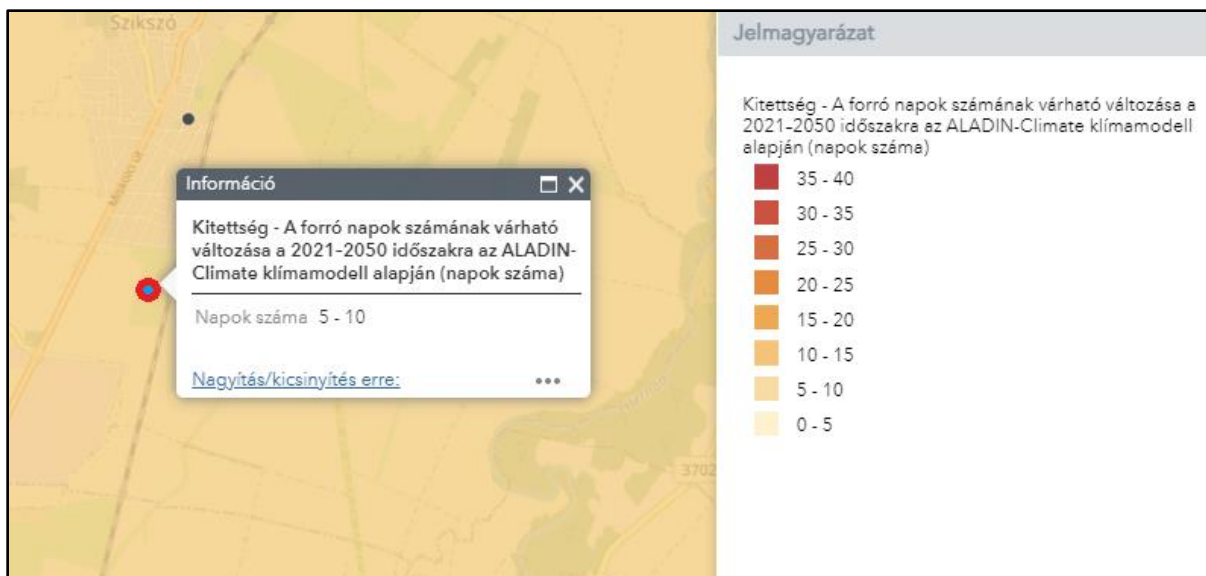 Szikszó
Miskolci út
Információ
Kitettség - A forró napok számának várható
változása a 2021-2050 időszakra az ALADIN-
Climate klímamodell alapján (napok száma)
Napok száma 5 - 10
Nagyítás/kicsinyítés erre:
3702
Jelmagyarázat
Kitettség - A forró napok számának várható változása a
2021-2050 időszakra az ALADIN-Climate klímamodell
alapján (napok száma)
35 - 40
30 - 35
25 - 30
20 - 25
15 - 20
10 - 15
5 - 10
0 - 5